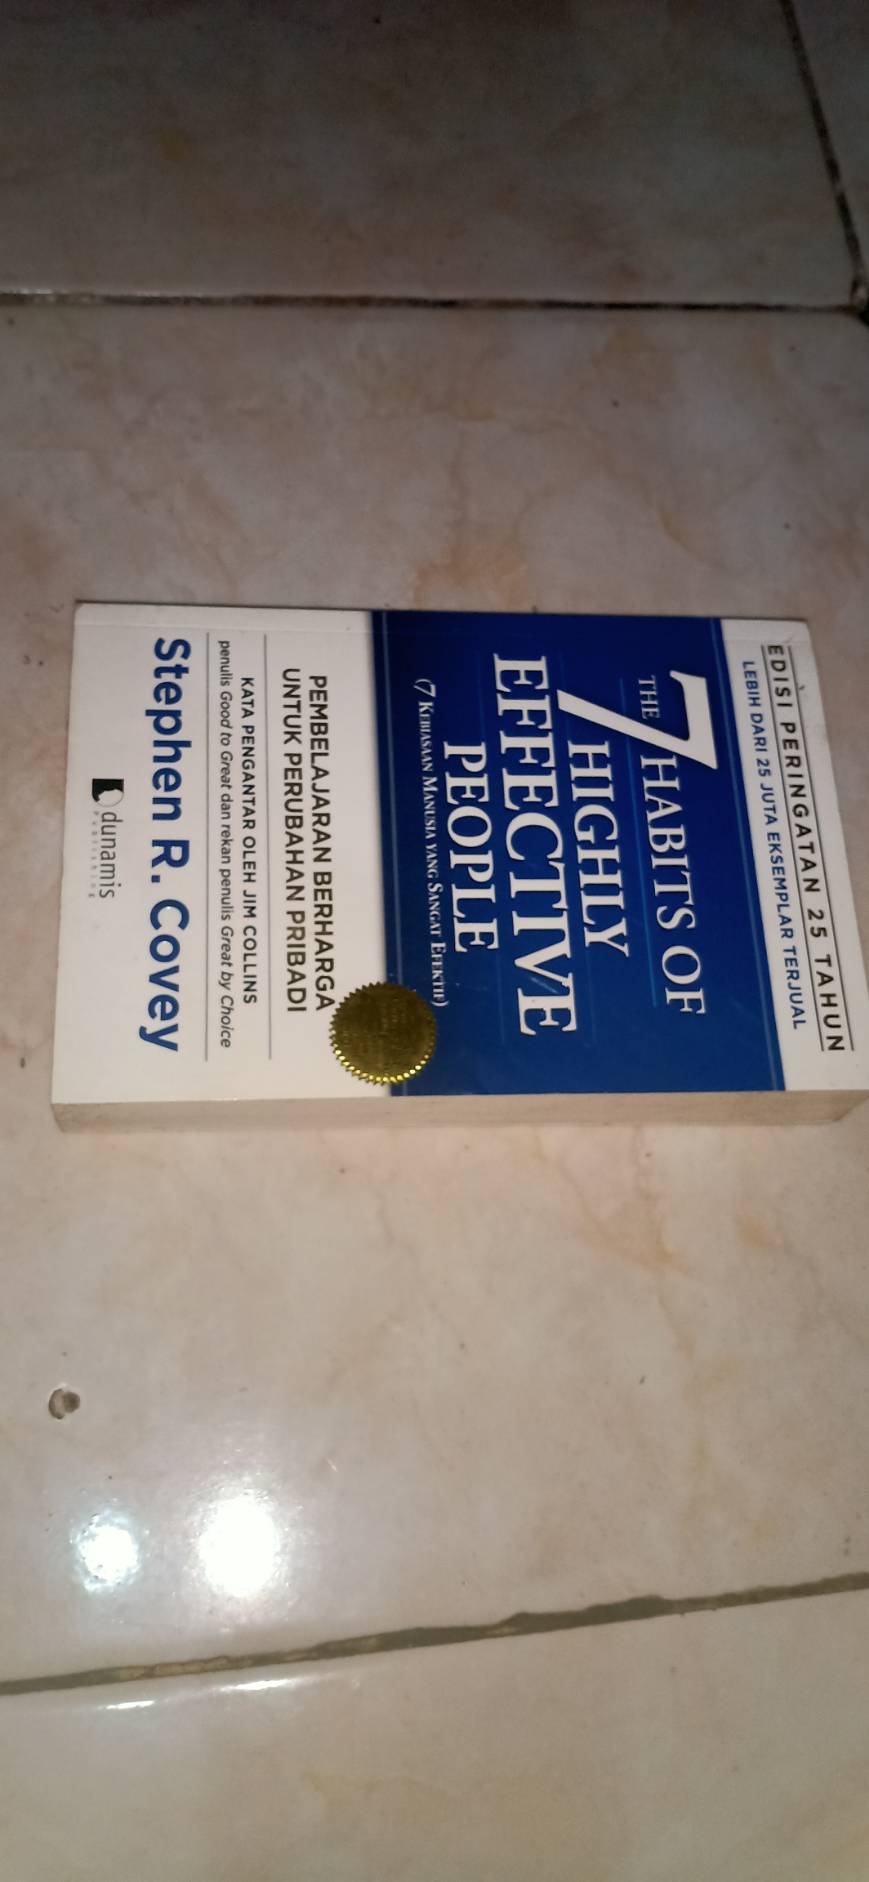 EDISI PERINGATAN 25 TAHUN
LEBIH DARI 25 JUTA EKSEMPLAR TERJUAL
THE 7 HABITS OF
HIGHLY
EFFECTIVE
PEOPLE
(7 KEBIASAAN MANUSIA YANG SANGAT EFEKTIF)
PEMBELAJARAN BERHARGA
UNTUK PERUBAHAN PRIBADI
KATA PENGANTAR OLEH JIM COLLINS
penulis Good to Great dan rekan penulis Great by Choice
Stephen R. Covey
dunamis
Publishing